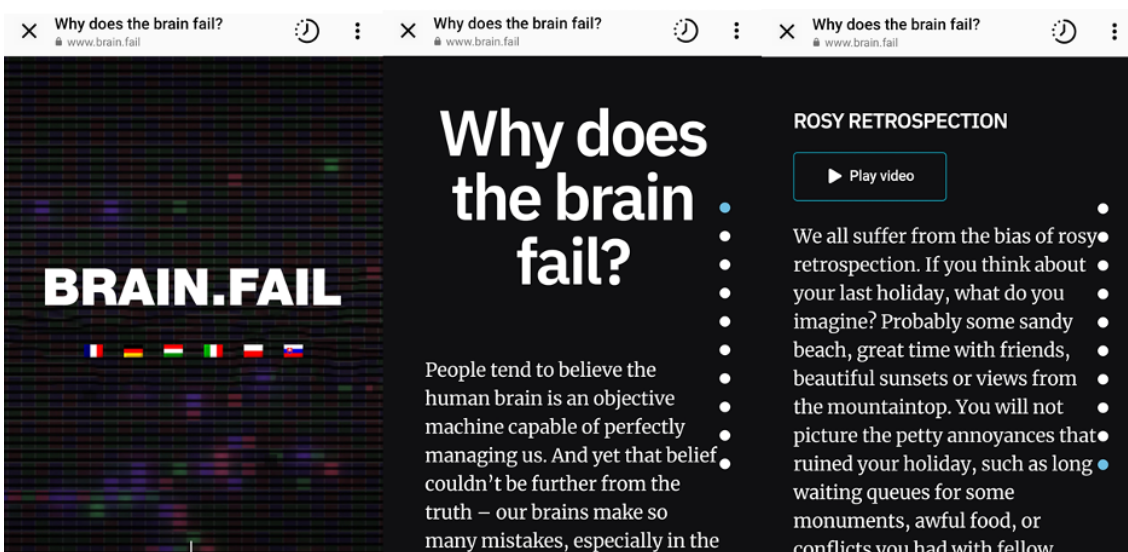 Why does the brain fail?
www.brain.fail
BRAIN.FAIL
Why does the brain fail?
www.brain.fail
Why does
the brain
fail?
People tend to believe the
human brain is an objective
machine capable of perfectly
managing us. And yet that belief
couldn’t be further from the
truth – our brains make so
many mistakes, especially in the
Why does the brain fail?
www.brain.fail
ROSY RETROSPECTION
Play video
We all suffer from the bias of rosy
retrospection. If you think about
your last holiday, what do you
imagine? Probably some sandy
beach, great time with friends,
beautiful sunsets or views from
the mountaintop. You will not
picture the petty annoyances that
ruined your holiday, such as long
waiting queues for some
monuments, awful food, or
conflicts you had with fellow